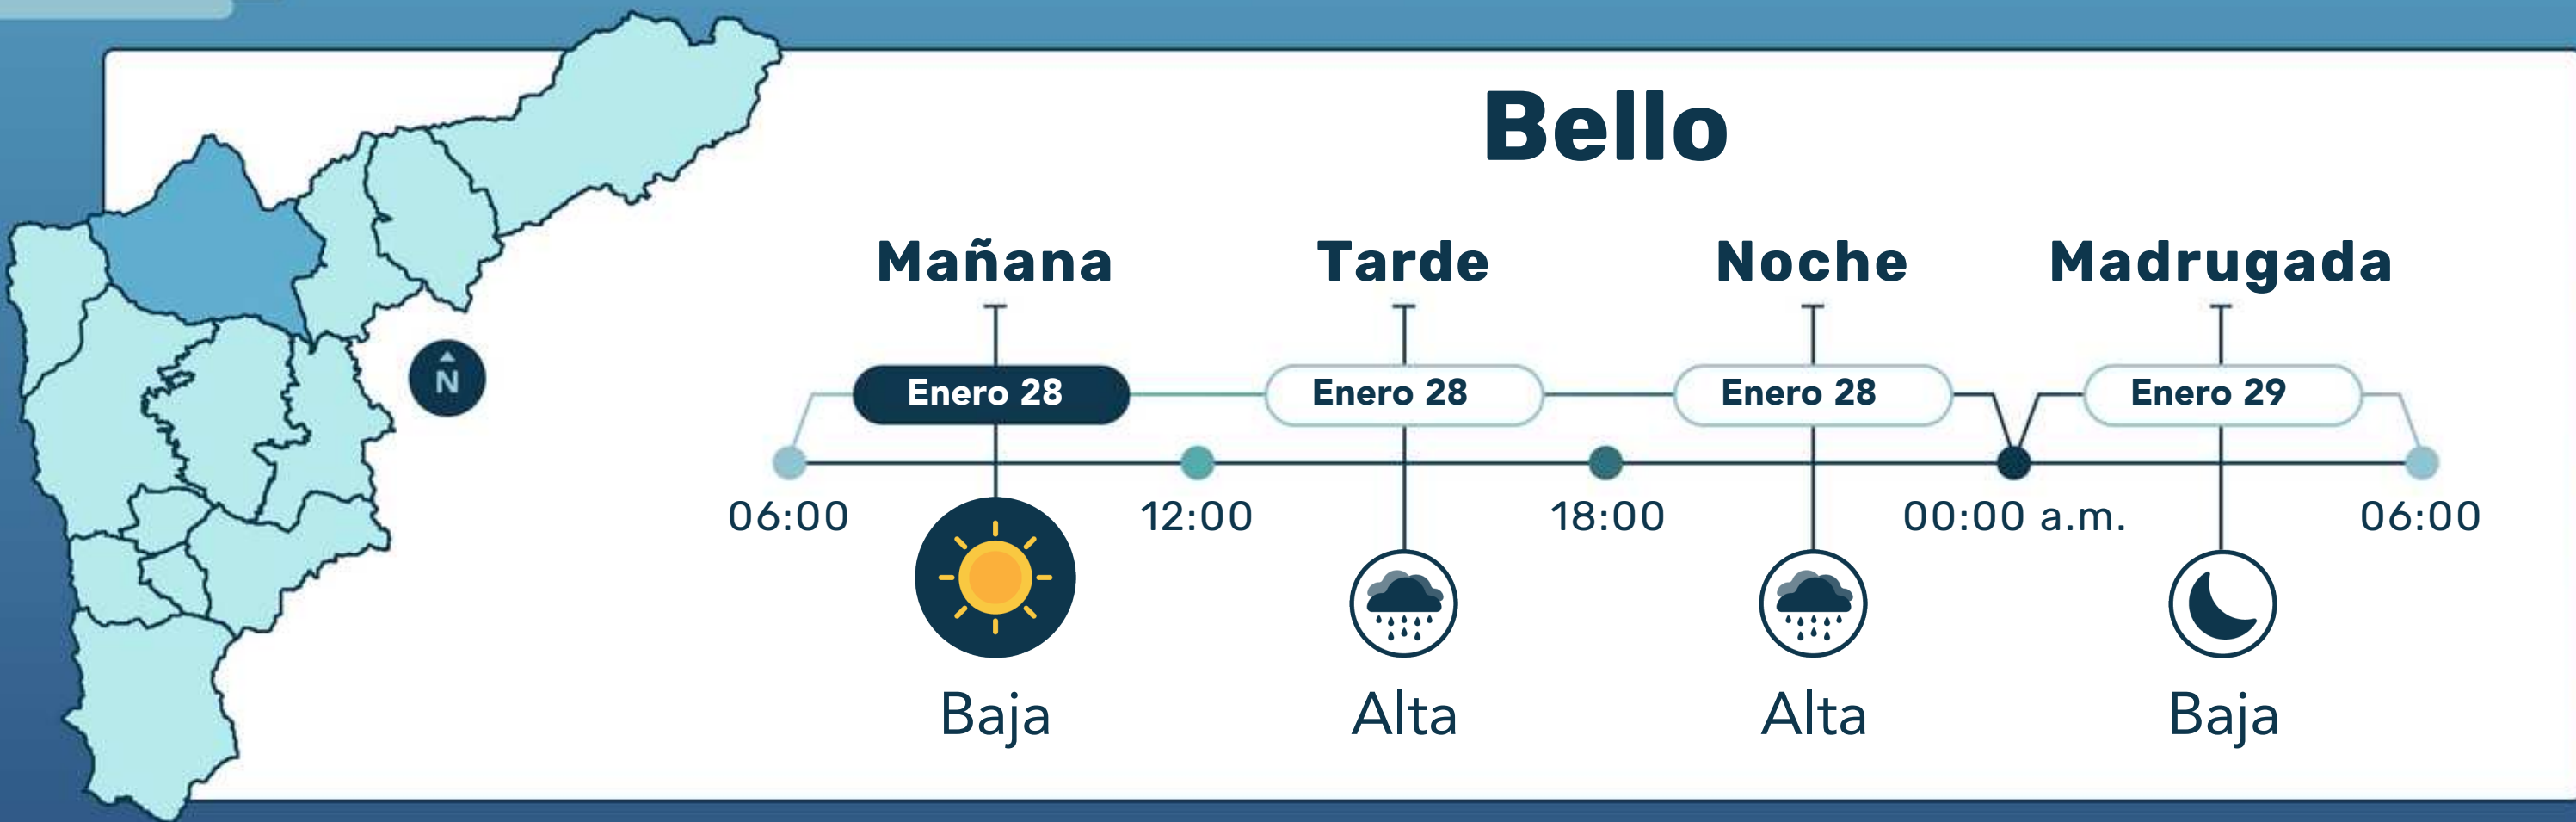 Bello
Mañana Tarde Noche Madrugada
N
Enero 28 Enero 28 Enero 28 Enero 29
06:00 12:00 18:00 00:00 a.m. 06:00
Baja Alta Alta Baja